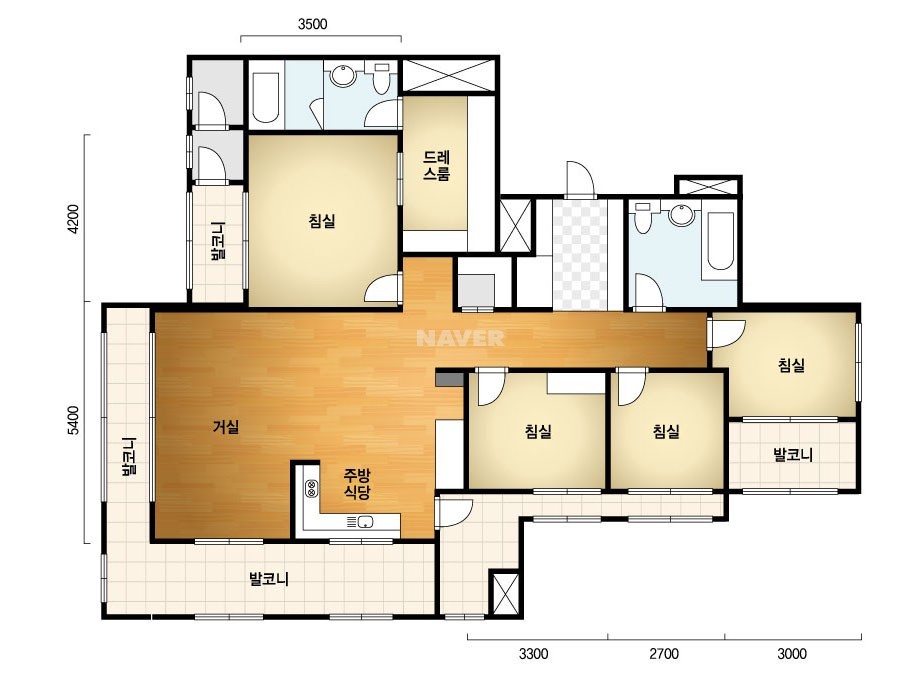 3500
드레
스룸
4200
침실
발코니
NAVER
침실
5400
거실
침실
침실
발코니
발코니
주방
식당
발코니
3300
2700
3000